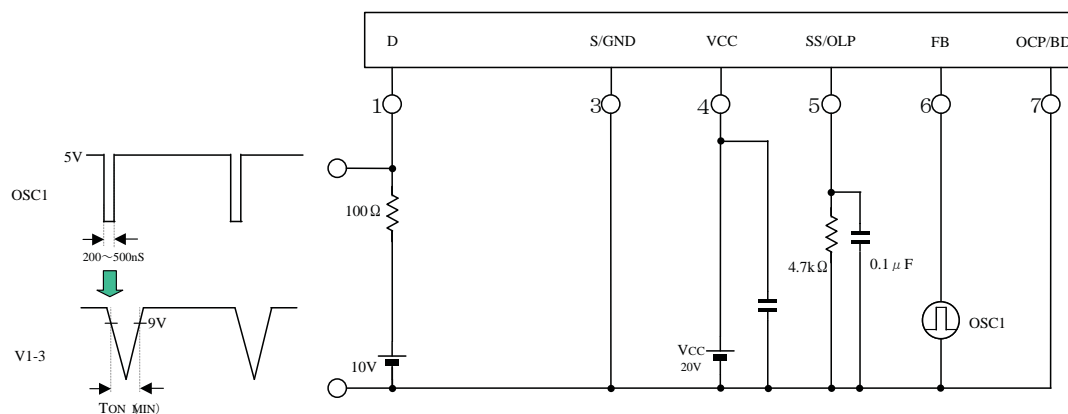 D S/GND VCC SS/OLP FB OCP/BD
1 3 4 5 6 7
5V
OSC1
200～500nS
100Ω
4.7kΩ
0.1μF
9V
OSC1
V1-3
10V
VCC
20V
TON (MIN)